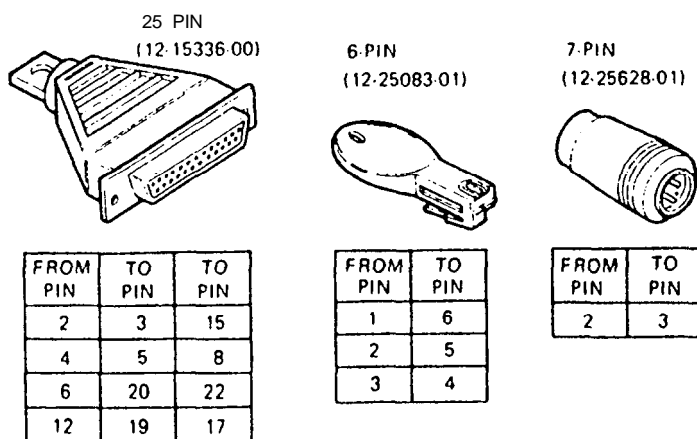 25 PIN
(12-15336-00)
6-PIN
(12-25083-01)
7-PIN
(12-25628-01)
FROM PIN TO PIN TO PIN
2 3 15
4 5 8
6 20 22
12 19 17
FROM PIN TO PIN
1 6
2 5
3 4
FROM PIN TO PIN
2 3